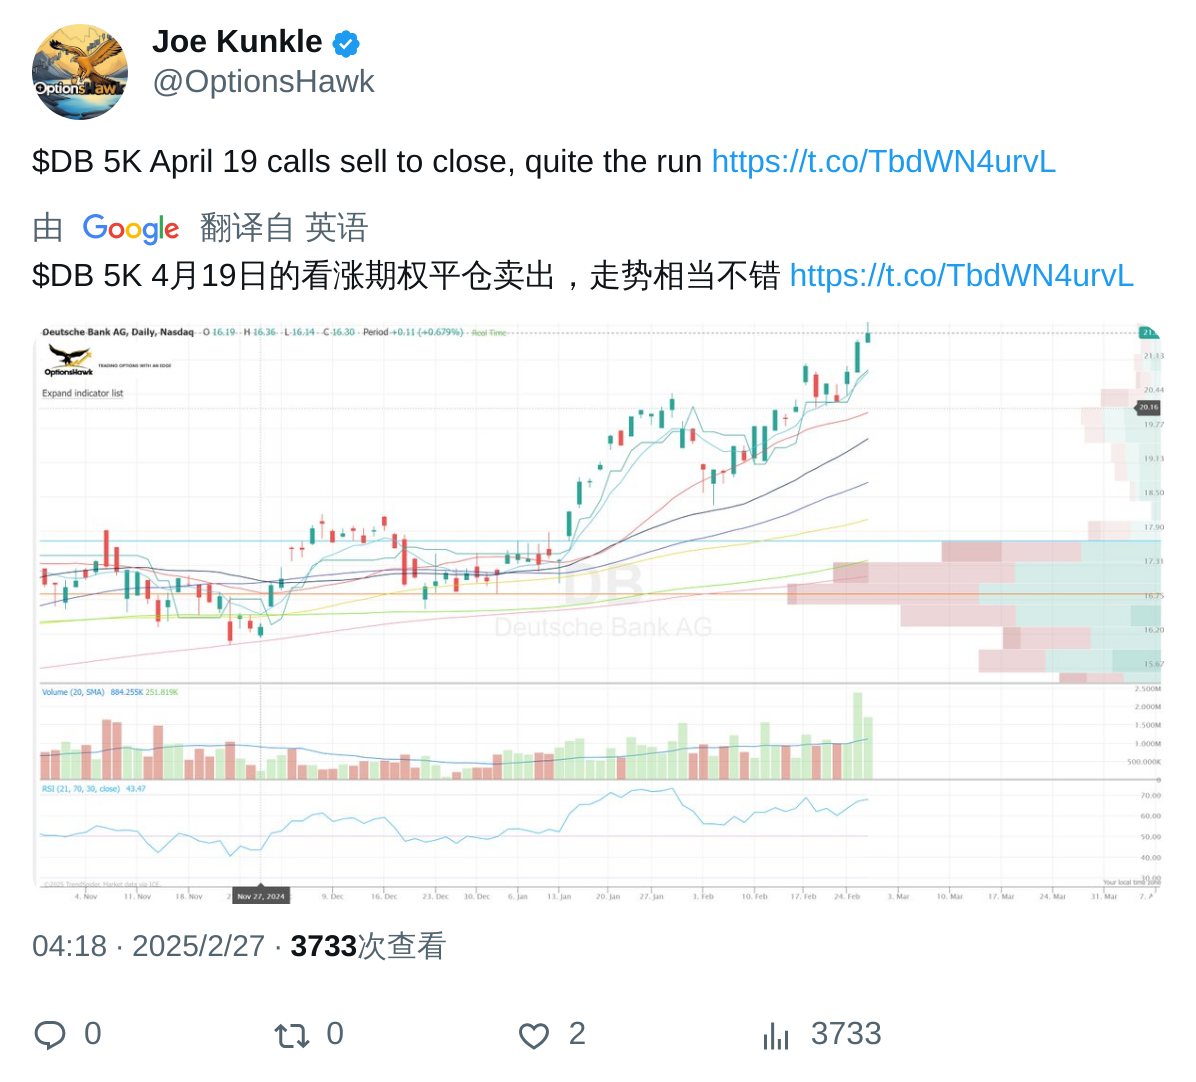 Joe Kunkle
@OptionsHawk
$DB 5K April 19 calls sell to close, quite the run https://t.co/TbdWN4urvL
由 Google 翻译自 英语
$DB 5K 4月19日的看涨期权平仓卖出，走势相当不错 https://t.co/TbdWN4urvL
Deutsche Bank AG, Daily, Nasdaq O 16.19 H 16.36 L 16.14 C 16.30 Period +0.11 (+0.679%) Real Time
OptionsHawk
TRADING OPTIONS WITH AN EDGE
Expand indicator list
21.13
20.44
20.16
19.77
19.13
18.50
17.90
17.31
16.20
15.67
DB
Deutsche Bank AG
Volume (20, SMA) 884.255K 251.819K
2.500M
2.000M
1.500M
1.000M
500.000K
0
RSI (21, 70, 30, close) 43.47
70.00
60.00
50.00
40.00
30.00
©2025 TrendSpider. Market data via ICE.
Your local time zone
4. Nov 11. Nov 18. Nov Nov 27, 2024 9. Dec 16. Dec 23. Dec 30. Dec 6. Jan 13. Jan 20. Jan 27. Jan 3. Feb 10. Feb 17. Feb 24. Feb 3. Mar 10. Mar 17. Mar 24. Mar 31. Mar
04:18 · 2025/2/27 · 3733次查看
0 0 2 3733